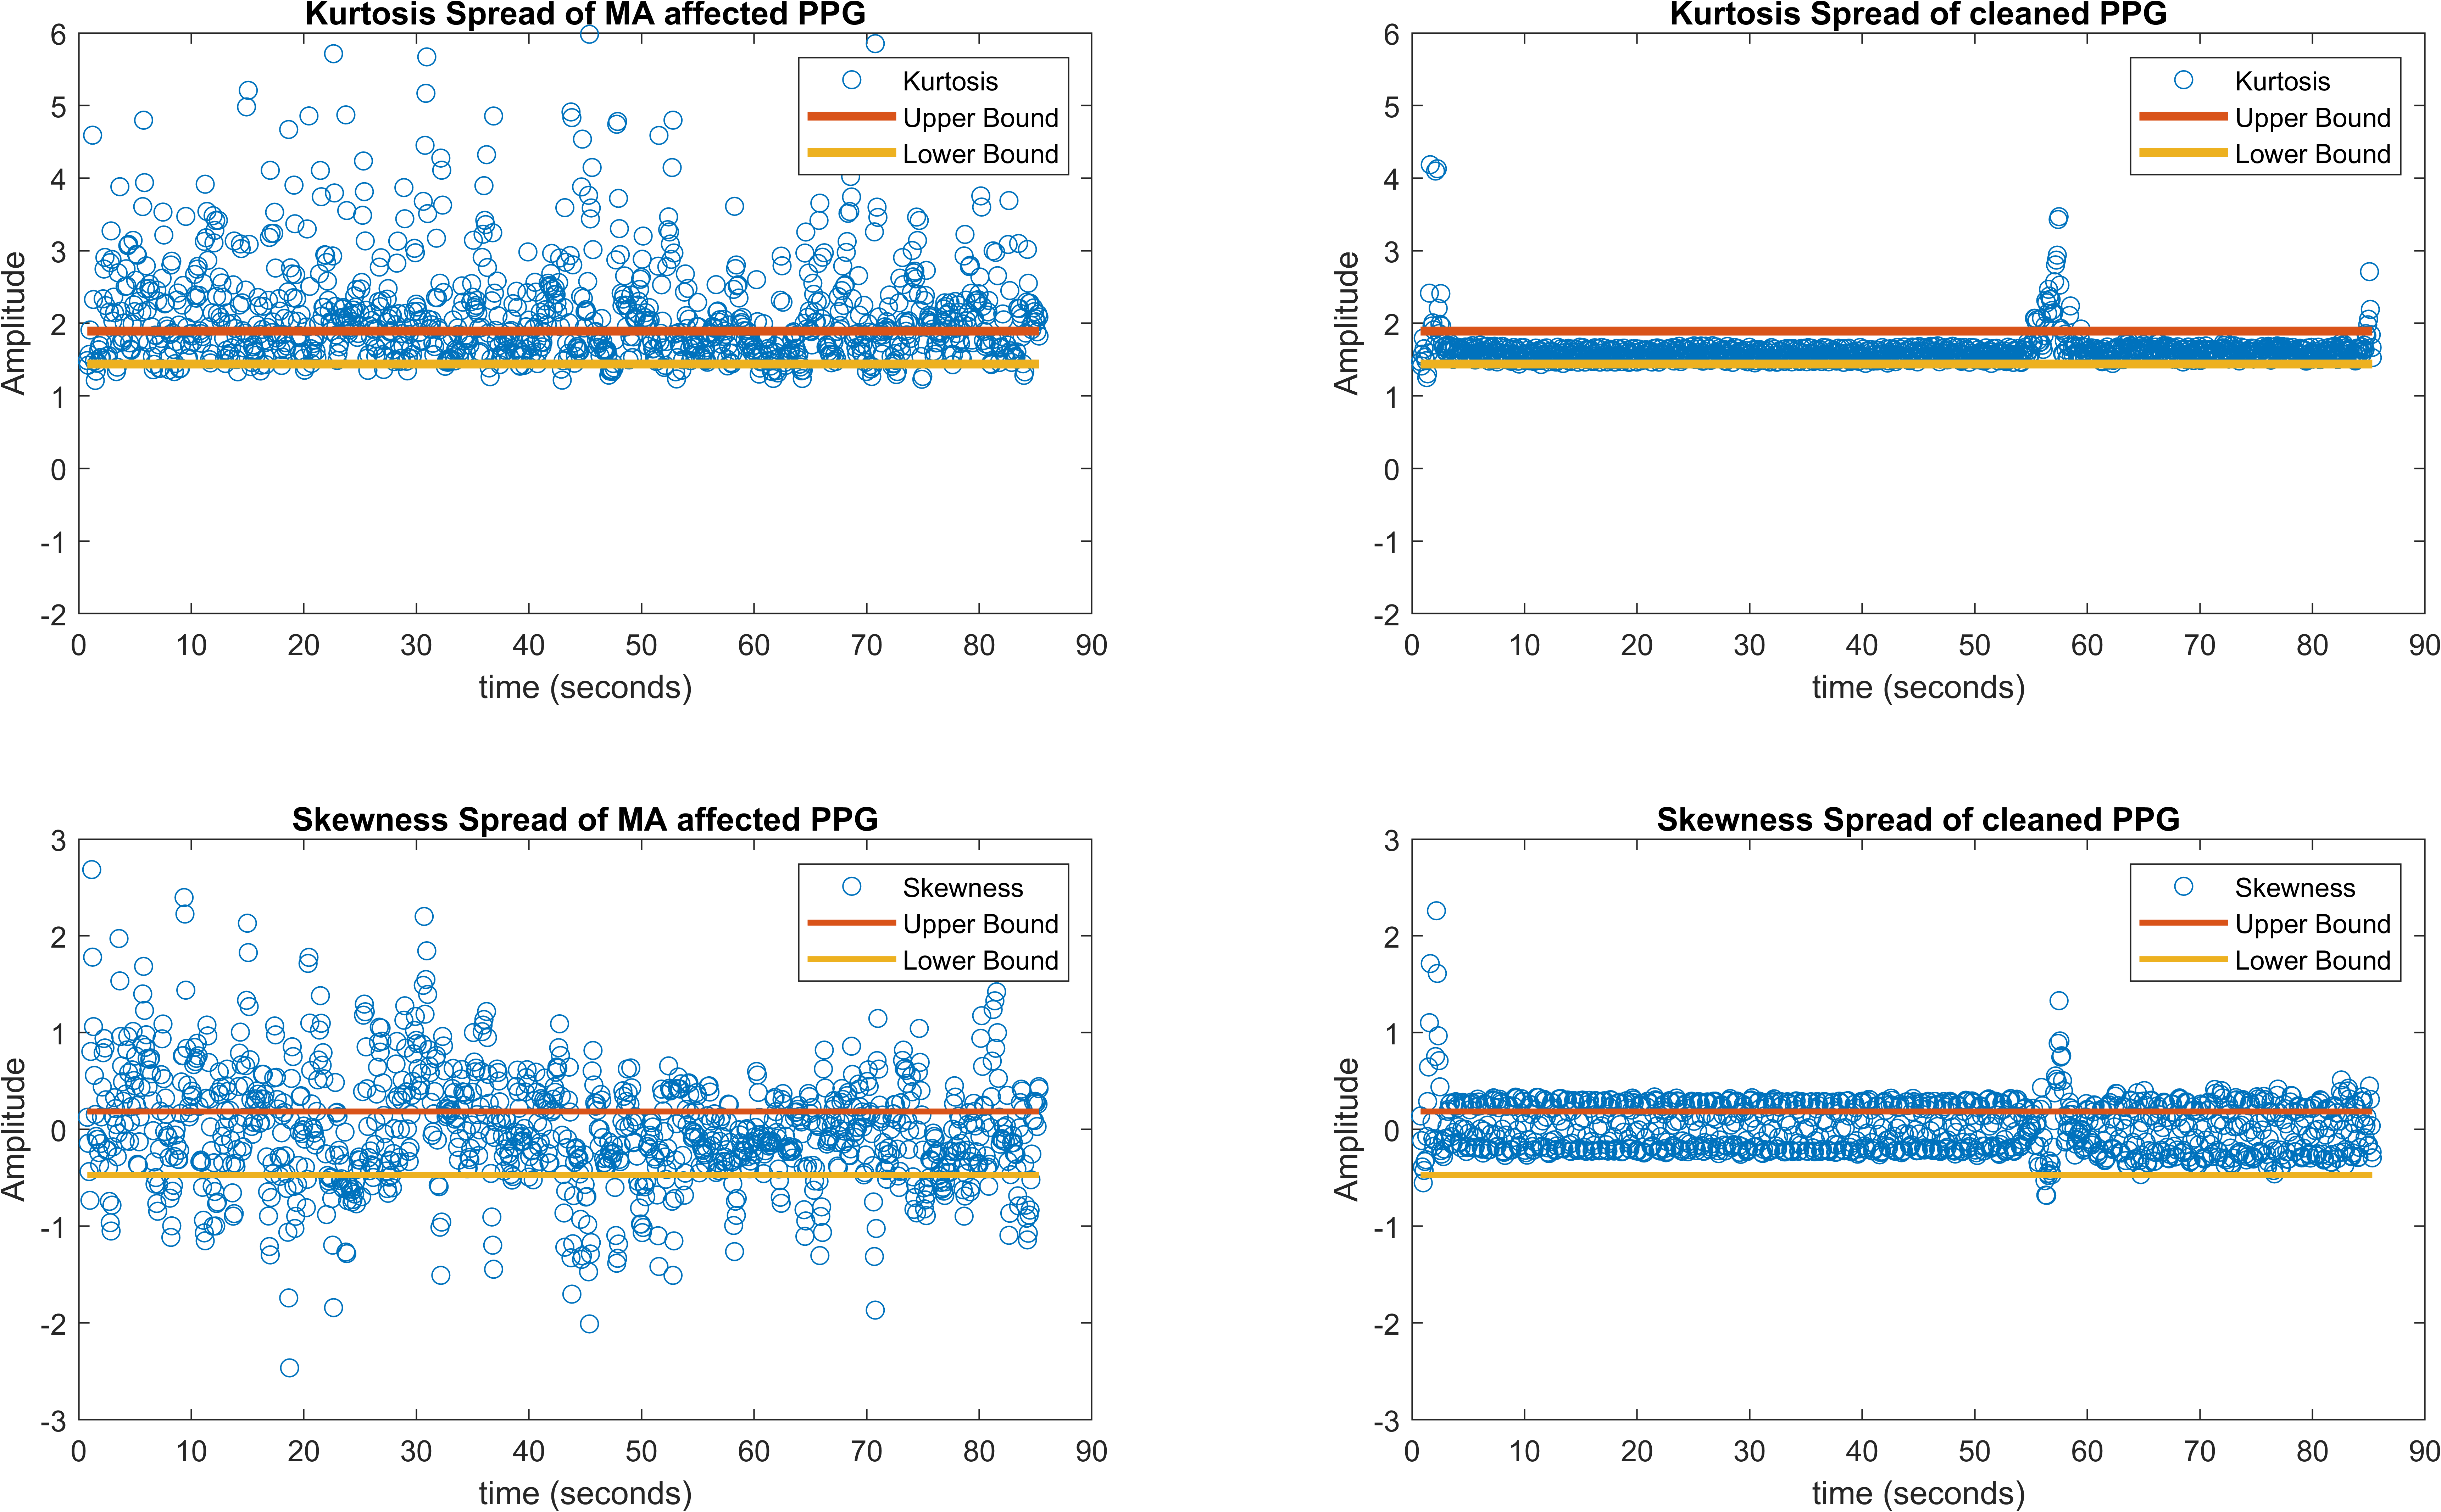 Kurtosis Spread of MA affected PPG
6
5
4
3
2
1
0
-1
-2
Amplitude
Kurtosis
Upper Bound
Lower Bound
0 10 20 30 40 50 60 70 80 90
time (seconds)
Kurtosis Spread of cleaned PPG
6
5
4
3
2
1
0
-1
-2
Amplitude
Kurtosis
Upper Bound
Lower Bound
0 10 20 30 40 50 60 70 80 90
time (seconds)
Skewness Spread of MA affected PPG
3
2
1
0
-1
-2
-3
Amplitude
Skewness
Upper Bound
Lower Bound
0 10 20 30 40 50 60 70 80 90
time (seconds)
Skewness Spread of cleaned PPG
3
2
1
0
-1
-2
-3
Amplitude
Skewness
Upper Bound
Lower Bound
0 10 20 30 40 50 60 70 80 90
time (seconds)